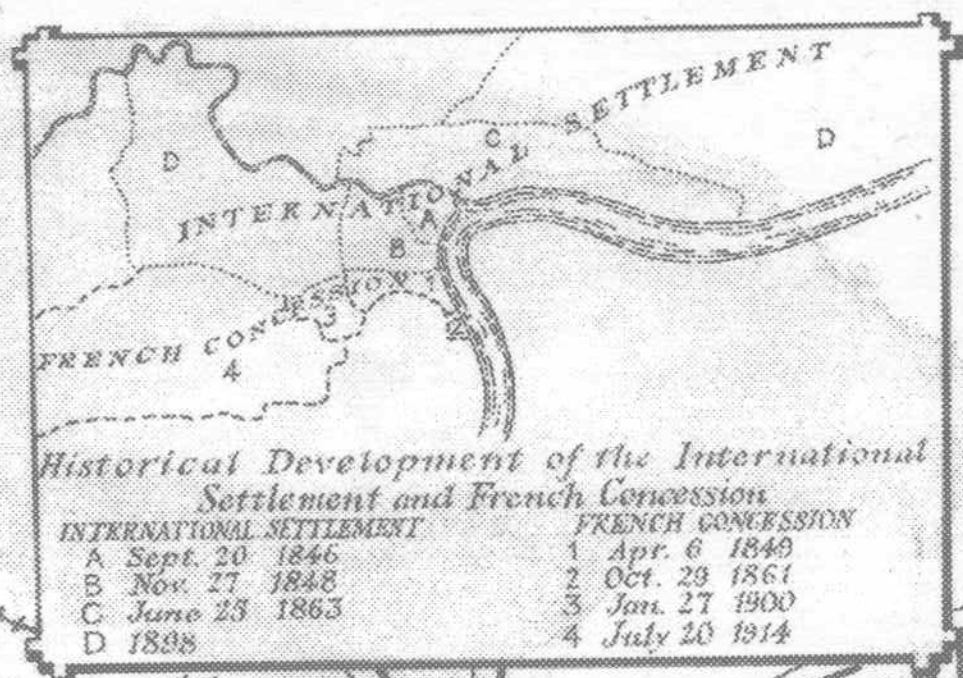 SETTLEMENT
C
D
D
INTERNATIONAL
A
B
1
3
2
FRENCH CONCESSION
4
Historical Development of the International
Settlement and French Concession
INTERNATIONAL SETTLEMENT
A Sept. 20 1846
B Nov. 27 1848
C June 25 1863
D 1898
FRENCH CONCESSION
1 Apr. 6 1849
2 Oct. 29 1861
3 Jan. 27 1900
4 July 20 1914